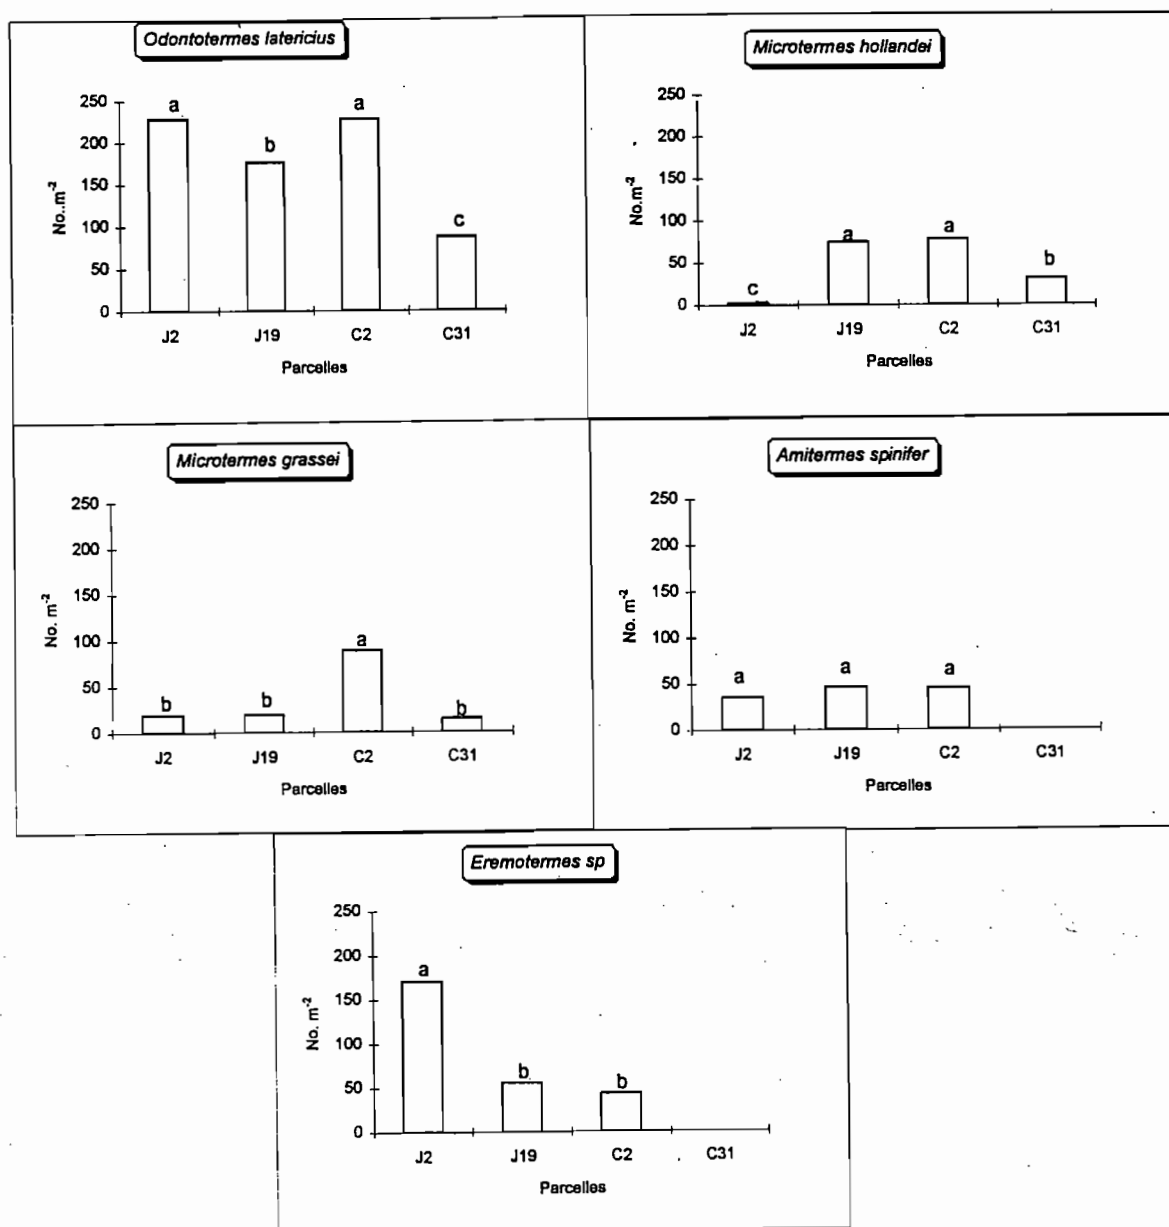 Odontotermes latericius
No..m-2
250
200
150
100
50
0
a
b
a
c
J2
J19
C2
C31
Parcelles
Microtermes hollandei
No.m-2
250
200
150
100
50
0
c
a
a
b
J2
J19
C2
C31
Parcelles
Microtermes grassei
No. m-2
250
200
150
100
50
0
b
b
a
b
J2
J19
C2
C31
Parcelles
Amitermes spinifer
No. m-2
250
200
150
100
50
0
a
a
a
J2
J19
C2
C31
Parcelles
Eremotermes sp
No. m-2
250
200
150
100
50
0
a
b
b
J2
J19
C2
C31
Parcelles